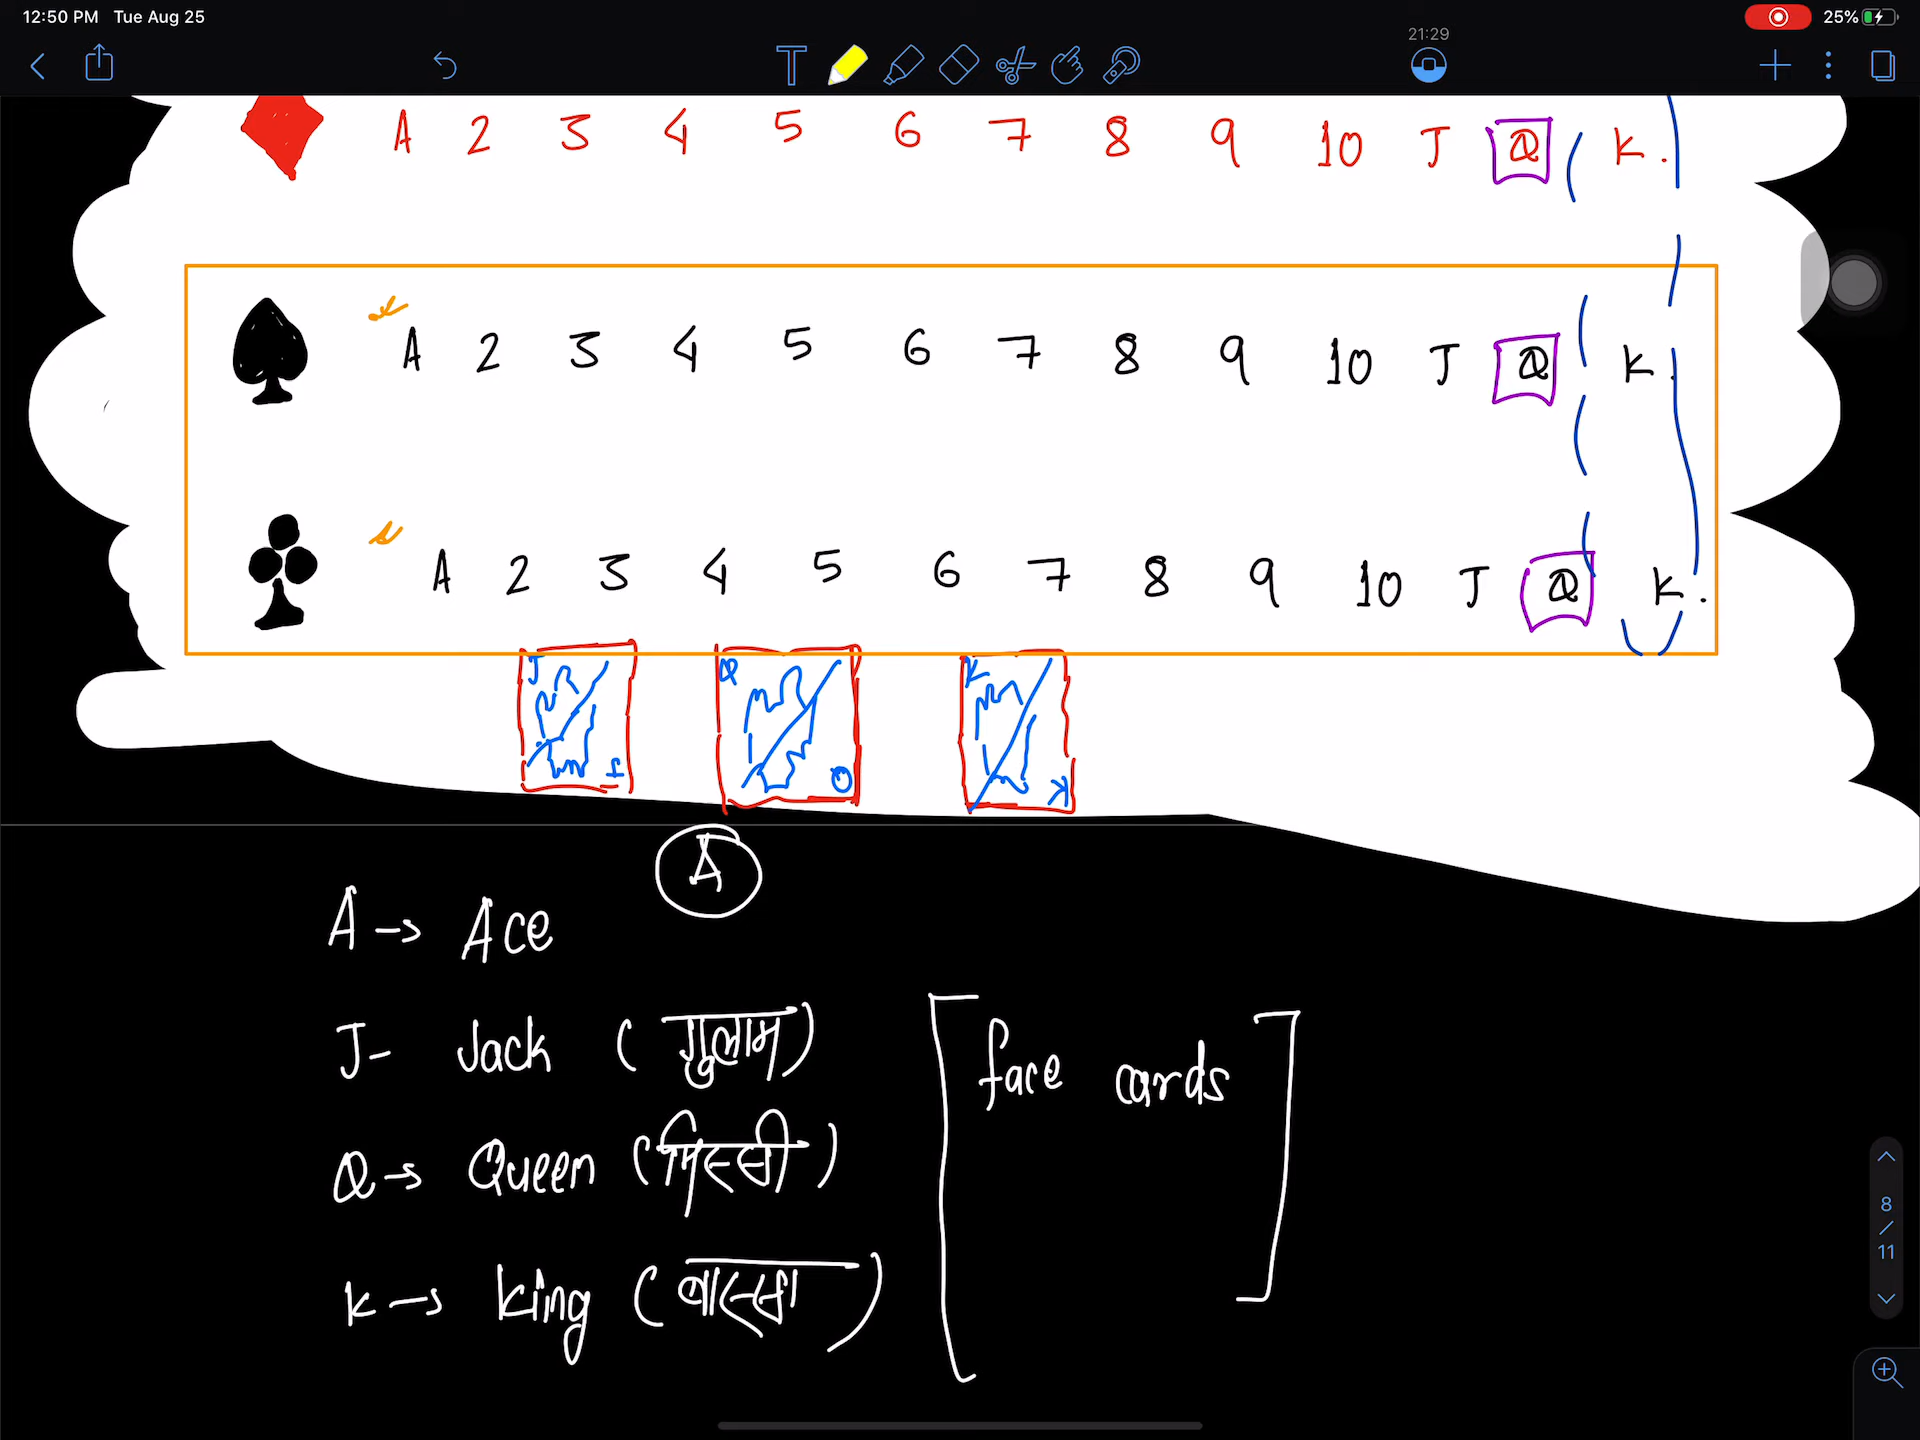 12:50 PM Tue Aug 25
25%
21:29
A 2 3 4 5 6 7 8 9 10 J Q K.
A 2 3 4 5 6 7 8 9 10 J Q K.
A 2 3 4 5 6 7 8 9 10 J Q K.
J Q K
J Q K
A
A → Ace
J- Jack (गुलाम)
face cards
Q → Queen (मिस्सी)
K → King (बास्सा)
8
/
11